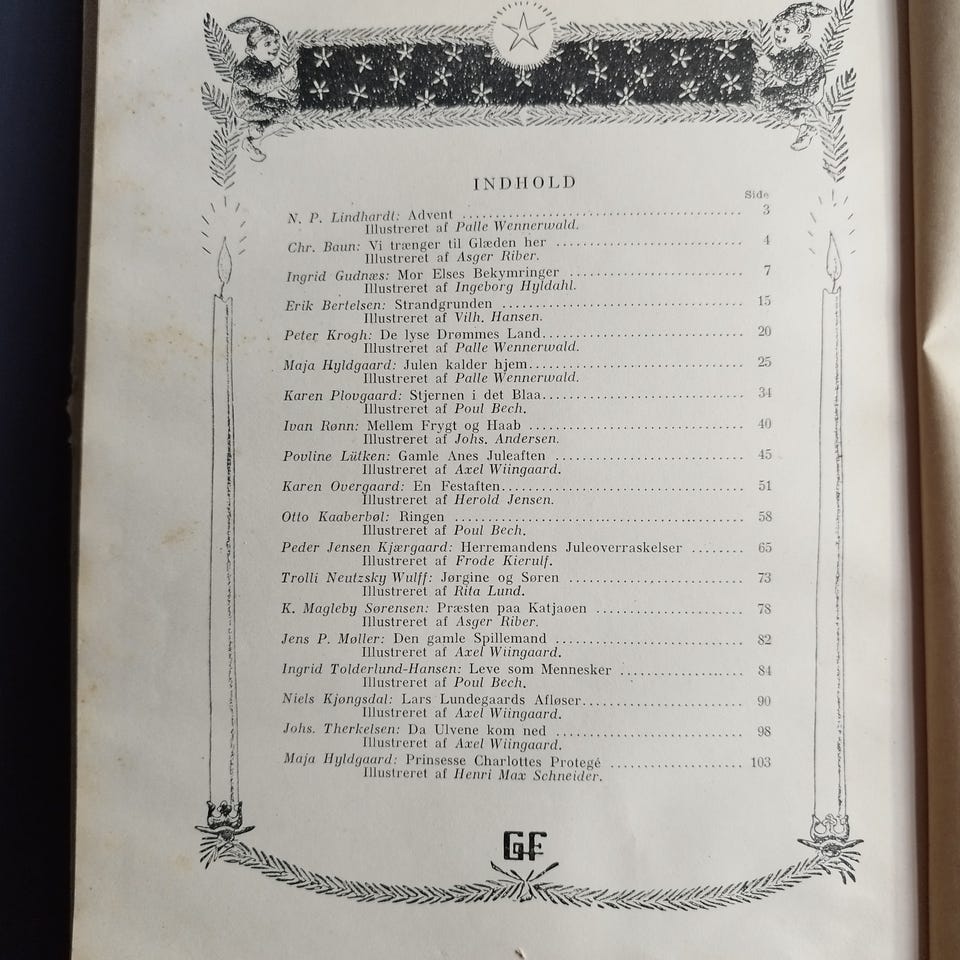 INDHOLD
Side
N. P. Lindhardt: Advent ........................................ 3
Illustreret af Palle Wennerwald.
Chr. Baun: Vi trænger til Glæden her ........................... 4
Illustreret af Asger Riber.
Ingrid Gudnæs: Mor Elses Bekymringer ........................... 7
Illustreret af Ingeborg Hyldahl.
Erik Bertelsen: Strandgrunden .................................. 15
Illustreret af Vilh. Hansen.
Peter Krogh: De lyse Drømmes Land............................... 20
Illustreret af Palle Wennerwald.
Maja Hyldgaard: Julen kalder hjem............................... 25
Illustreret af Palle Wennerwald.
Karen Plovgaard: Stjernen i det Blaa............................ 34
Illustreret af Poul Bech.
Ivan Rønn: Mellem Frygt og Haab ................................ 40
Illustreret af Johs. Andersen.
Povline Lütken: Gamle Anes Juleaften ........................... 45
Illustreret af Axel Wiingaard.
Karen Overgaard: En Festaften................................... 51
Illustreret af Herold Jensen.
Otto Kaaberbøl: Ringen ......................................... 58
Illustreret af Poul Bech.
Peder Jensen Kjærgaard: Herremandens Juleoverraskelser ........ 65
Illustreret af Frode Kierulf.
Trolli Neutzsky Wulff: Jørgine og Søren ........................ 73
Illustreret af Rita Lund.
K. Magleby Sørensen: Præsten paa Katjaøen ...................... 78
Illustreret af Asger Riber.
Jens P. Møller: Den gamle Spillemand ........................... 82
Illustreret af Axel Wiingaard.
Ingrid Tolderlund-Hansen: Leve som Mennesker ................... 84
Illustreret af Poul Bech.
Niels Kjøngsdal: Lars Lundegaards Afløser....................... 90
Illustreret af Axel Wiingaard.
Johs. Therkelsen: Da Ulvene kom ned ............................ 98
Illustreret af Axel Wiingaard.
Maja Hyldgaard: Prinsesse Charlottes Protegé ................... 103
Illustreret af Henri Max Schneider.
GF